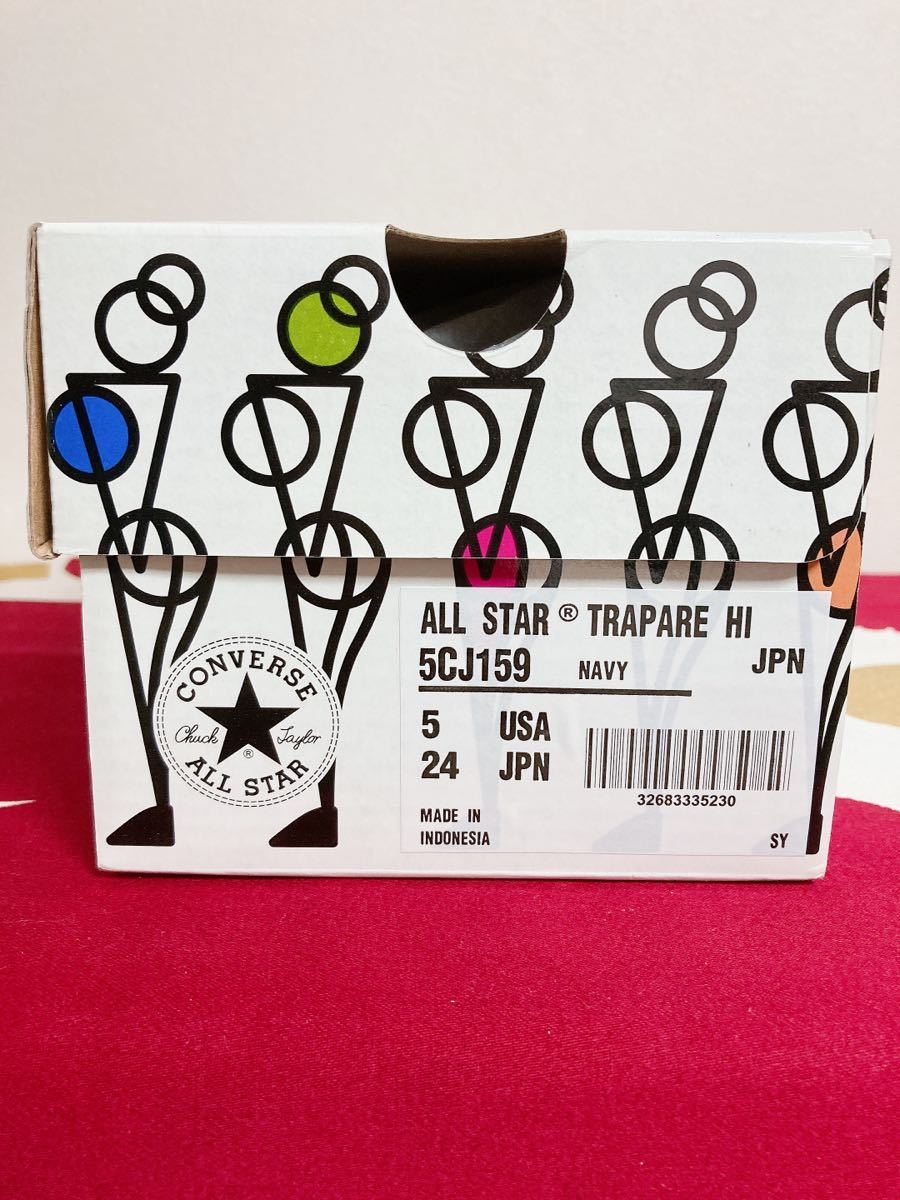 ALL STAR ® TRAPARE HI
5CJ159 NAVY JPN
5 USA
24 JPN
32683335230
MADE IN
INDONESIA
SY
CONVERSE
Chuck Taylor
®
ALL STAR